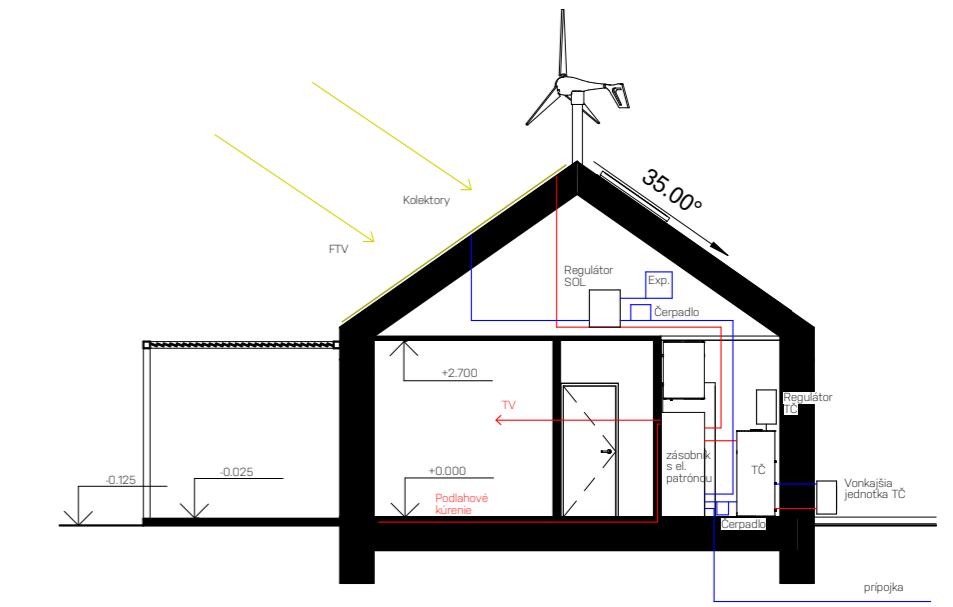 35.00°
Kolektory
FTV
Regulátor
SOL
Exp.
Čerpadlo
+2.700
TV
Regulátor
TČ
zásobník
s el.
patrónou
TČ
+0.000
-0.025
-0.125
Podlahové
kúrenie
Vonkajšia
jednotka TČ
Čerpadlo
prípojka